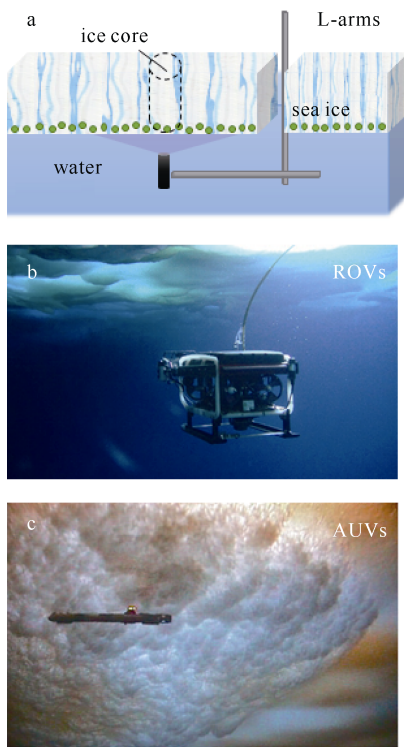 a
L-arms
ice core
sea ice
water
b
ROVs
c
AUVs